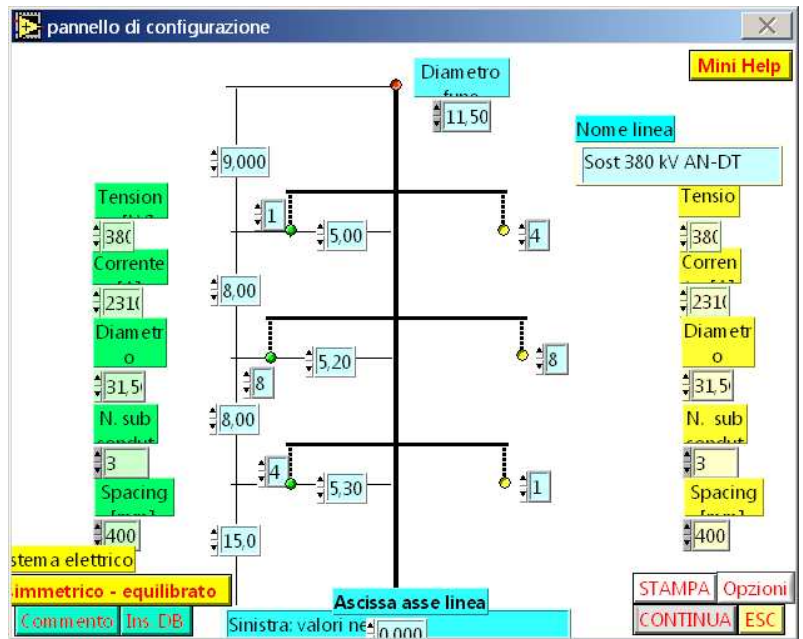 pannello di configurazione
Mini Help
Diametro
11,50
Nome linea
Sost 380 kV AN-DT
9,000
Tension
Tensio
1
5,00
4
380
380
Corrente
Corren
8,00
2310
2310
Diametr
o
Diametr
o
5,20
8
8
31,5
31,5
8,00
N. sub
N. sub
4
3
5,30
1
3
Spacing
Spacing
400
15,0
400
stema elettrico
immetrico - equilibrato
Ascissa asse linea
STAMPA
Opzioni
Commento
Ins DB
Sinistra: valori ne
0,000
CONTINUA
ESC